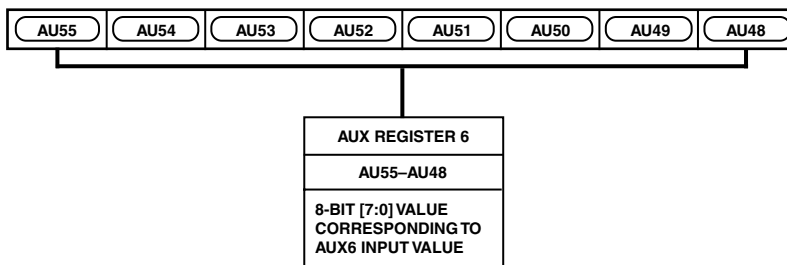 AU55 AU54 AU53 AU52 AU51 AU50 AU49 AU48
AUX REGISTER 6
AU55–AU48
8-BIT [7:0] VALUE
CORRESPONDING TO
AUX6 INPUT VALUE